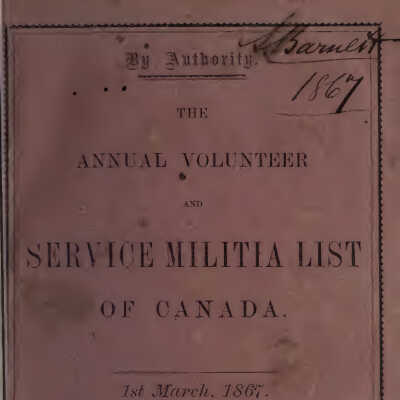 S Barnett
1867
By Authority.
THE
ANNUAL VOLUNTEER
AND
SERVICE MILITIA LIST
OF CANADA.
1st March, 1867.